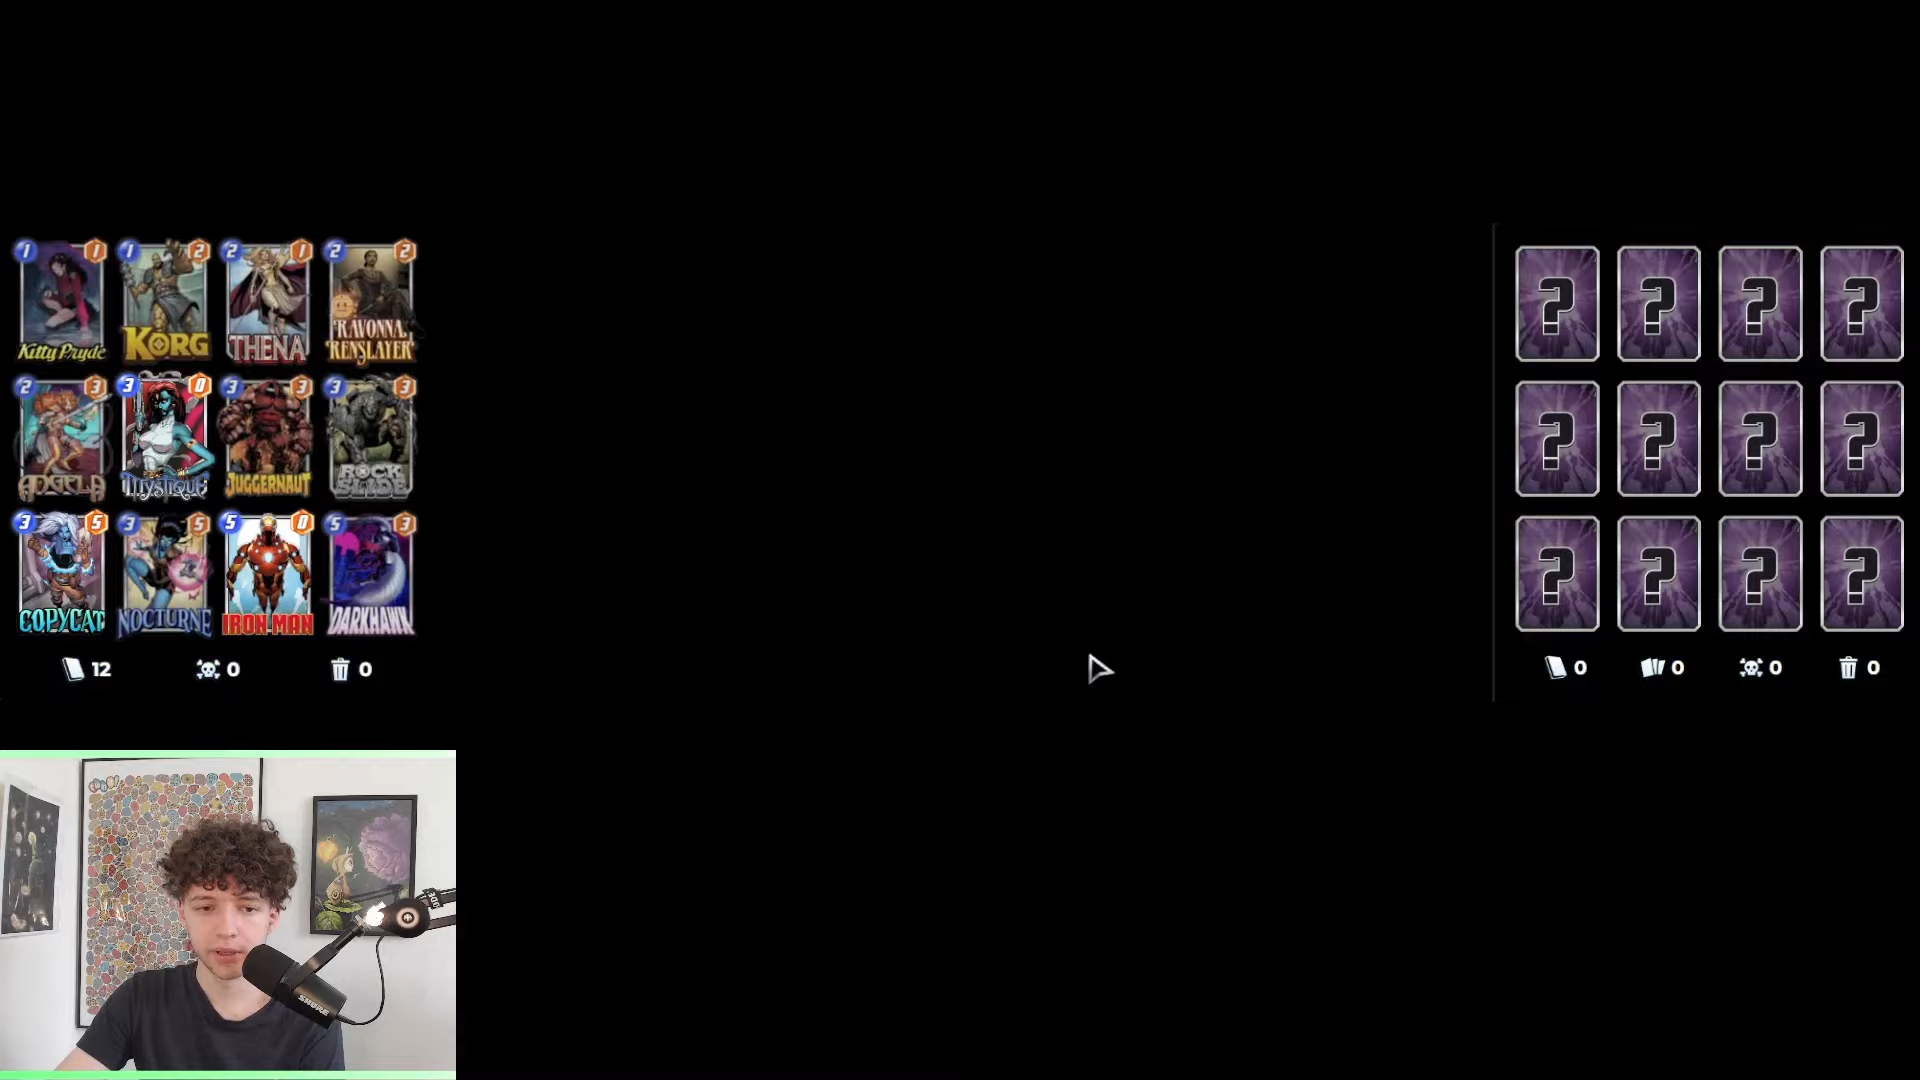 1 1 1 2 2 1 2 2
Kitty Pryde KORG THENA RAVONNA
RENSLAYER
2 3 3 0 3 3 3 3
ANGELA MYSTIQUE JUGGERNAUT ROCK
SLIDE
3 5 3 5 5 0 5 3
COPYCAT NOCTURNE IRON MAN DARKHAWK
12 0 0
? ? ? ?
? ? ? ?
? ? ? ?
0 0 0 0
SHURE